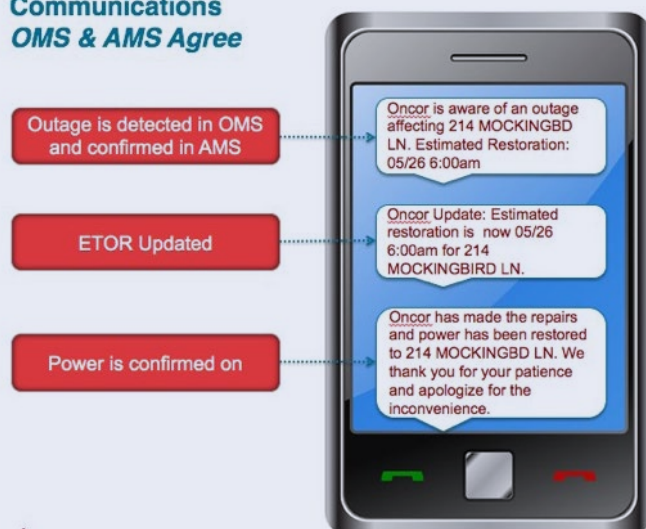 Communications
OMS & AMS Agree
Outage is detected in OMS
and confirmed in AMS
Oncor is aware of an outage
affecting 214 MOCKINGBD
LN. Estimated Restoration:
05/26 6:00am
ETOR Updated
Oncor Update: Estimated
restoration is now 05/26
6:00am for 214
MOCKINGBIRD LN.
Power is confirmed on
Oncor has made the repairs
and power has been restored
to 214 MOCKINGBD LN. We
thank you for your patience
and apologize for the
inconvenience.